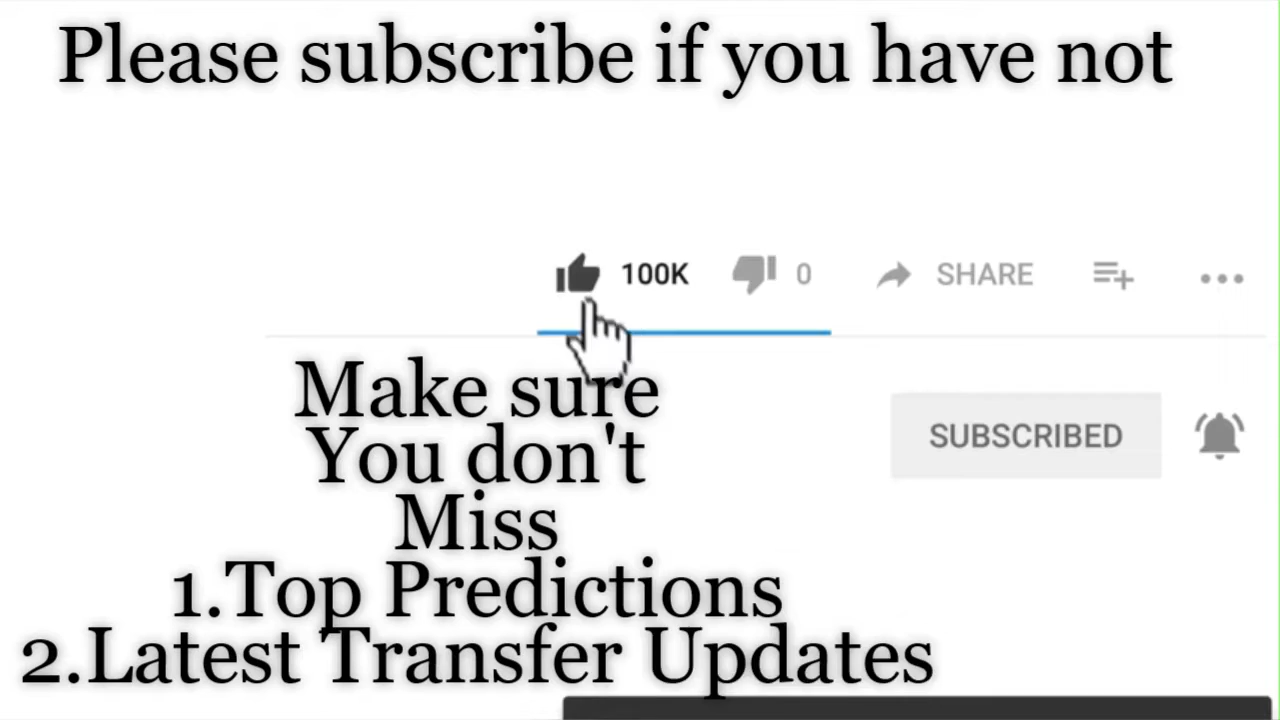 Please subscribe if you have not
100K 0 SHARE
Make sure
SUBSCRIBED
You don't
Miss
1.Top Predictions
2.Latest Transfer Updates